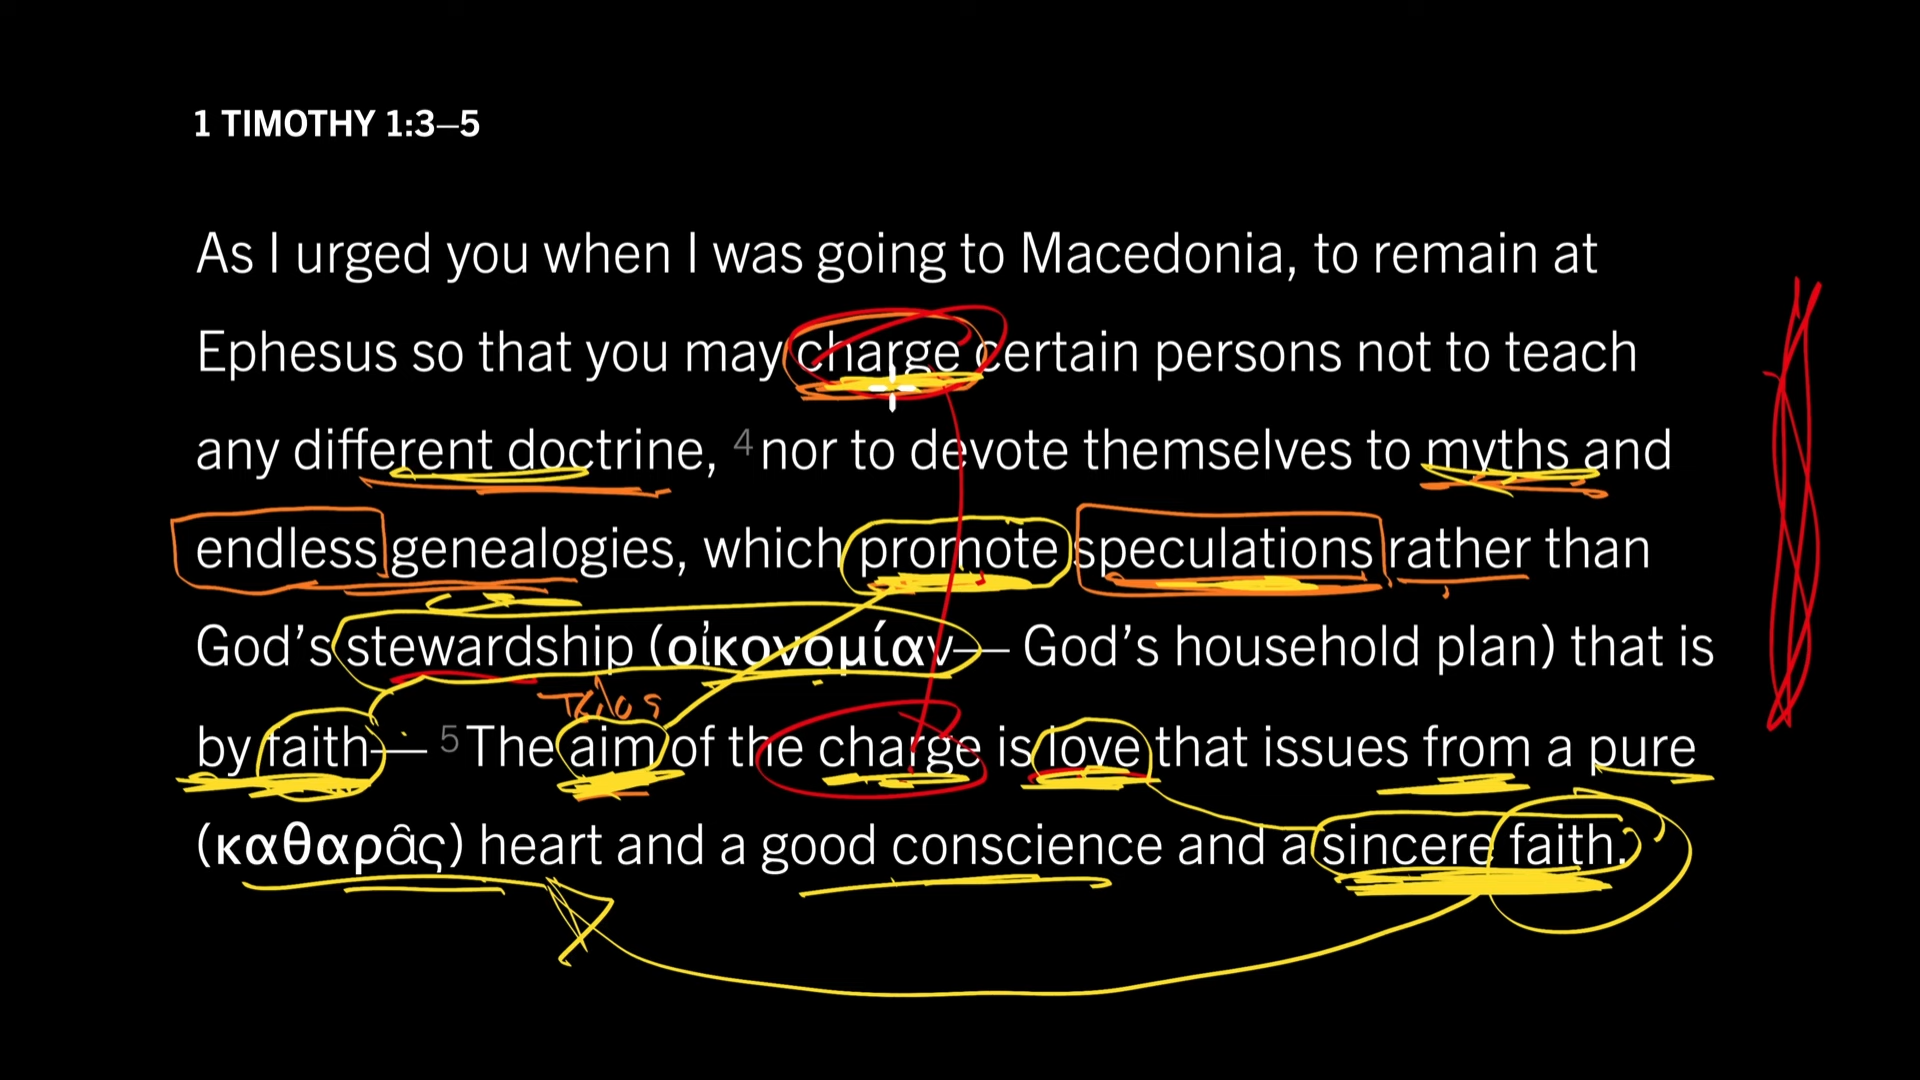 1 TIMOTHY 1:3–5
As I urged you when I was going to Macedonia, to remain at
Ephesus so that you may charge certain persons not to teach
any different doctrine, 4 nor to devote themselves to myths and
endless genealogies, which promote speculations rather than
God’s stewardship (οἰκονομίαν— God’s household plan) that is
τέλος
by faith— 5 The aim of the charge is love that issues from a pure
(καθαρᾶς) heart and a good conscience and a sincere faith.